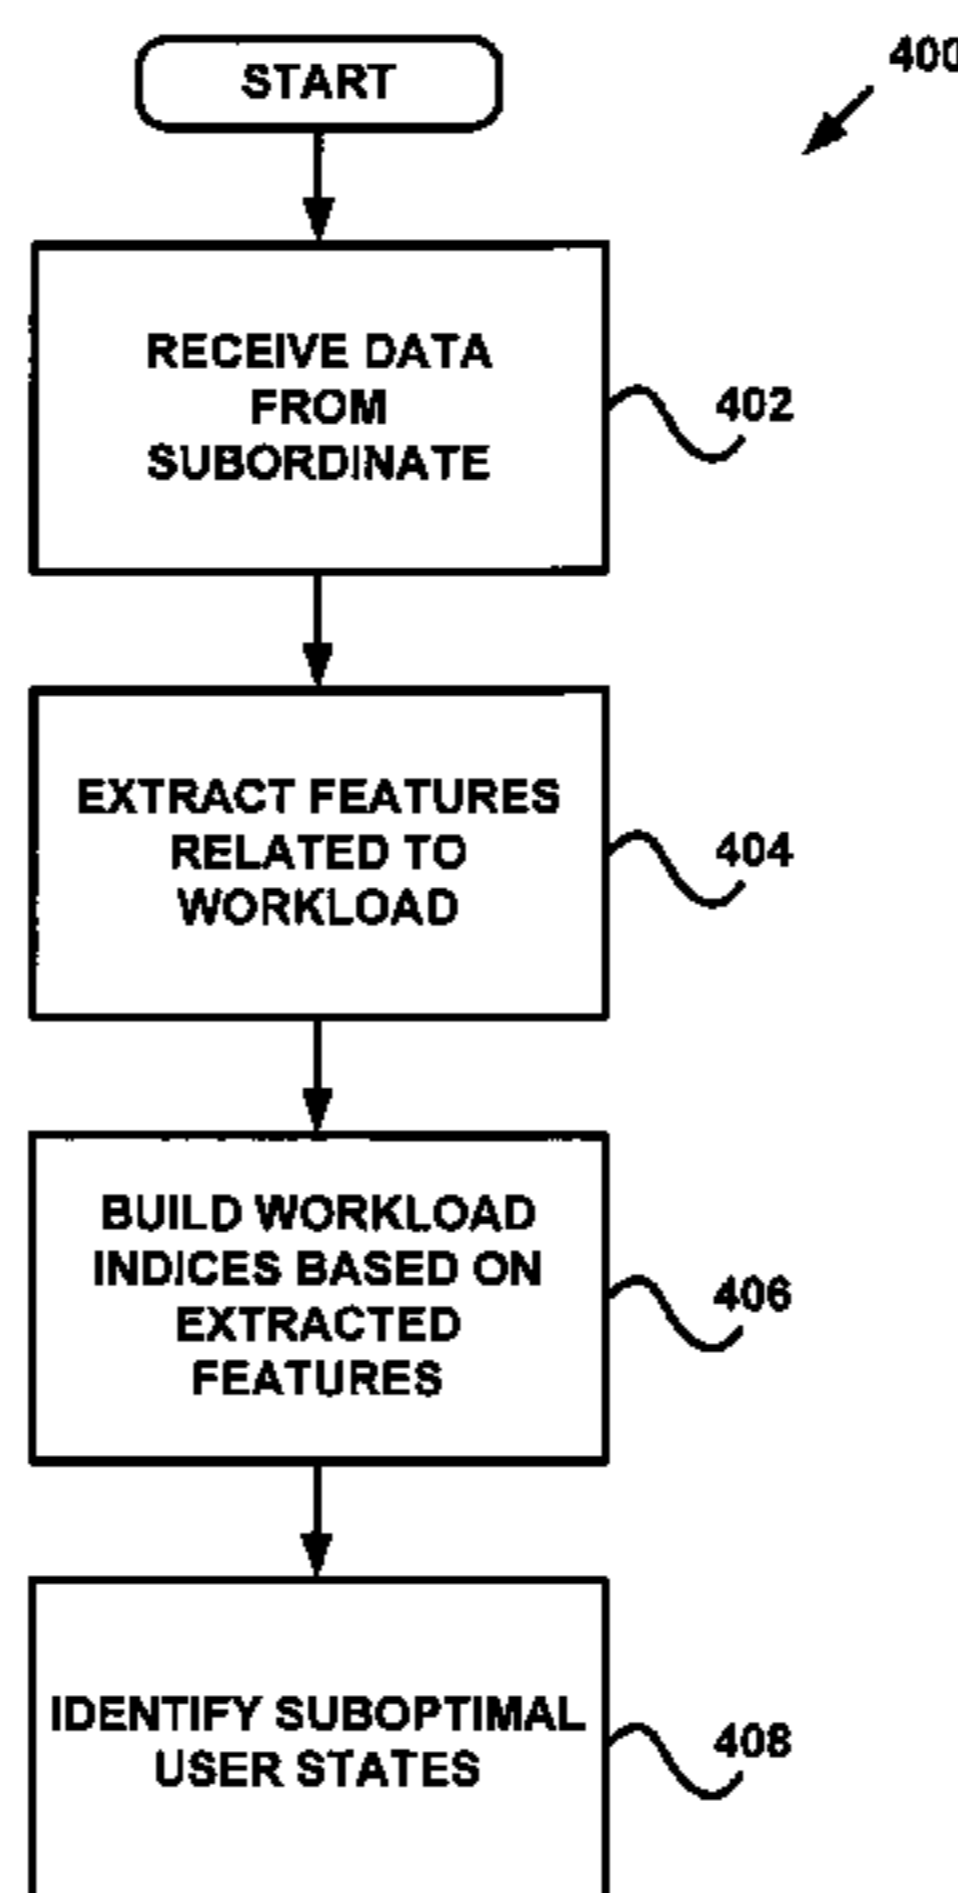 START
400
RECEIVE DATA
FROM
SUBORDINATE
402
EXTRACT FEATURES
RELATED TO
WORKLOAD
404
BUILD WORKLOAD
INDICES BASED ON
EXTRACTED
FEATURES
406
IDENTIFY SUBOPTIMAL
USER STATES
408